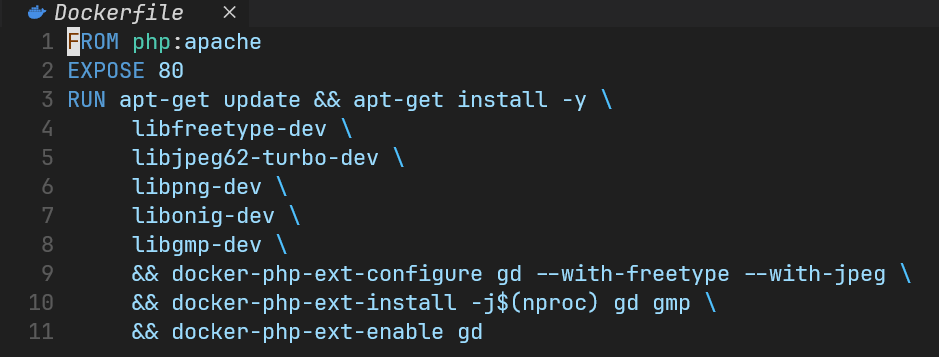 Dockerfile ×
1 FROM php:apache
2 EXPOSE 80
3 RUN apt-get update && apt-get install -y \
4 libfreetype-dev \
5 libjpeg62-turbo-dev \
6 libpng-dev \
7 libonig-dev \
8 libgmp-dev \
9 && docker-php-ext-configure gd --with-freetype --with-jpeg \
10 && docker-php-ext-install -j$(nproc) gd gmp \
11 && docker-php-ext-enable gd